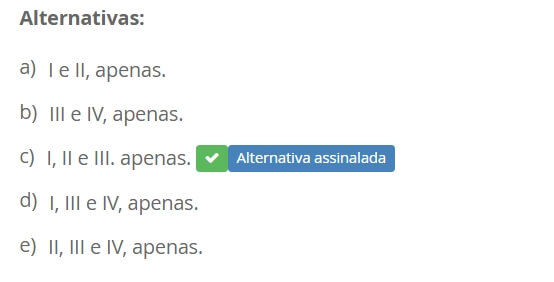 Alternativas:
a) I e II, apenas.
b) III e IV, apenas.
c) I, II e III. apenas. Alternativa assinalada
d) I, III e IV, apenas.
e) II, III e IV, apenas.